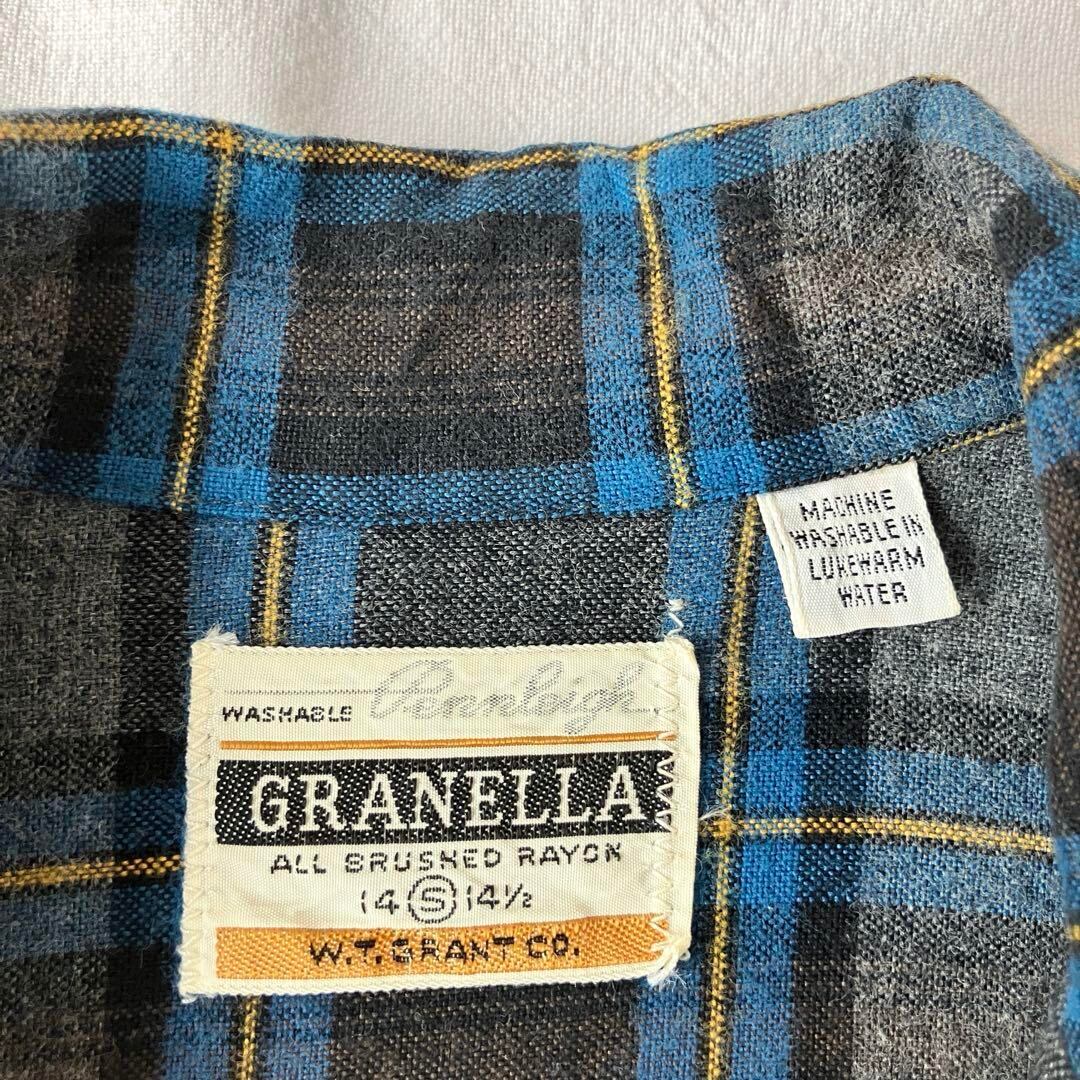 MACHINE
WASHABLE IN
LUKEWARM
WATER
WASHABLE Pennleigh
GRANELLA
ALL BRUSHED RAYON
14 S 14½
W.T. GRANT CO.